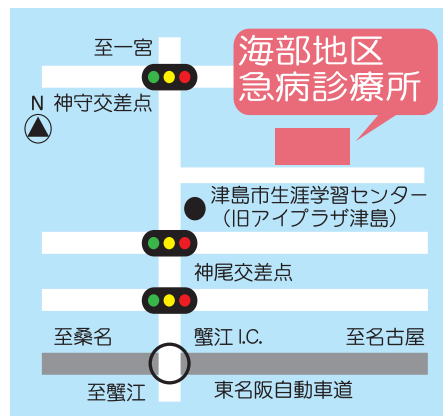 至一宮
海部地区
急病診療所
N
神守交差点
津島市生涯学習センター
（旧アイプラザ津島）
神尾交差点
至桑名
蟹江 I.C.
至名古屋
至蟹江
東名阪自動車道